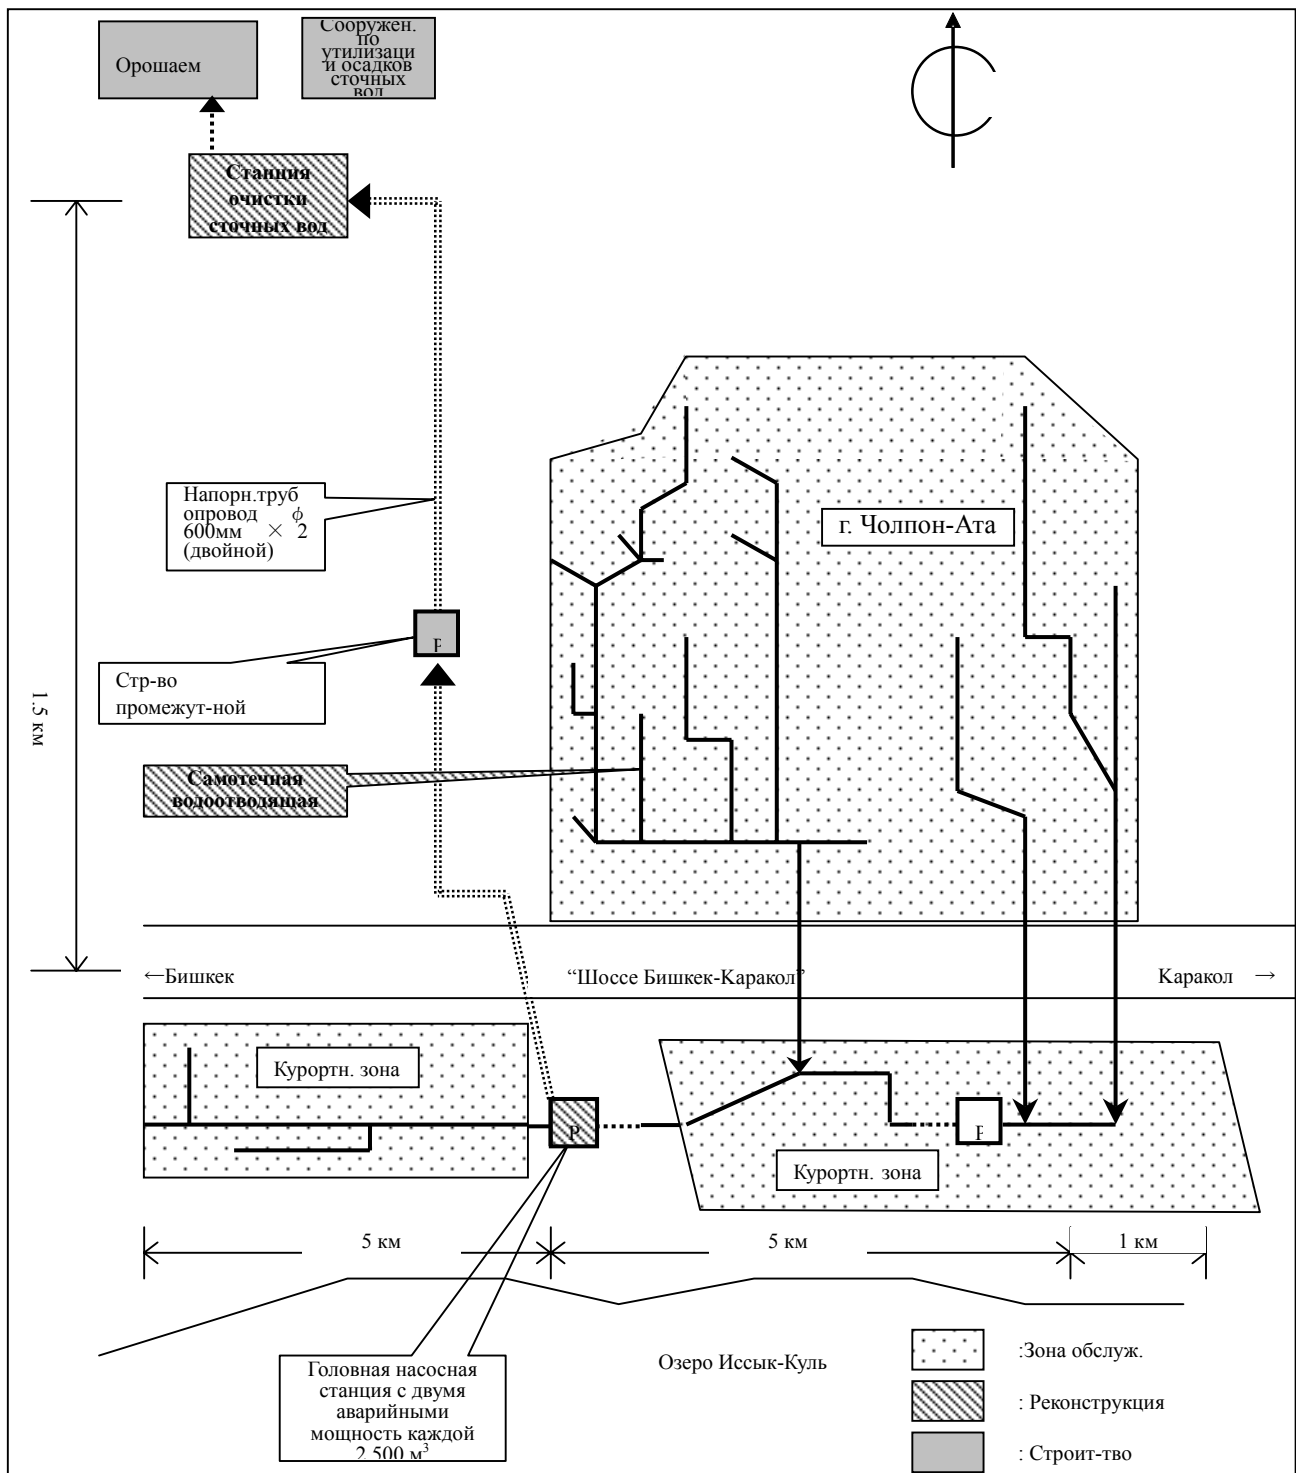 Сооружен.
по
утилизаци
и осадков
сточных
вод
Орошаем
Станция
очистки
сточных вод
Напорн.труб
опровод ϕ
600мм × 2
(двойной)
г. Чолпон-Ата
P
Стр-во
промежут-ной
1.5 км
Самотечная
водоотводящая
←Бишкек
“Шоссе Бишкек-Каракол”
Каракол →
Курортн. зона
P
P
Курортн. зона
5 км
5 км
1 км
Головная насосная
станция с двумя
аварийными
мощность каждой
2 500 м³
Озеро Иссык-Куль
:Зона обслуж.
: Реконструкция
: Строит-тво